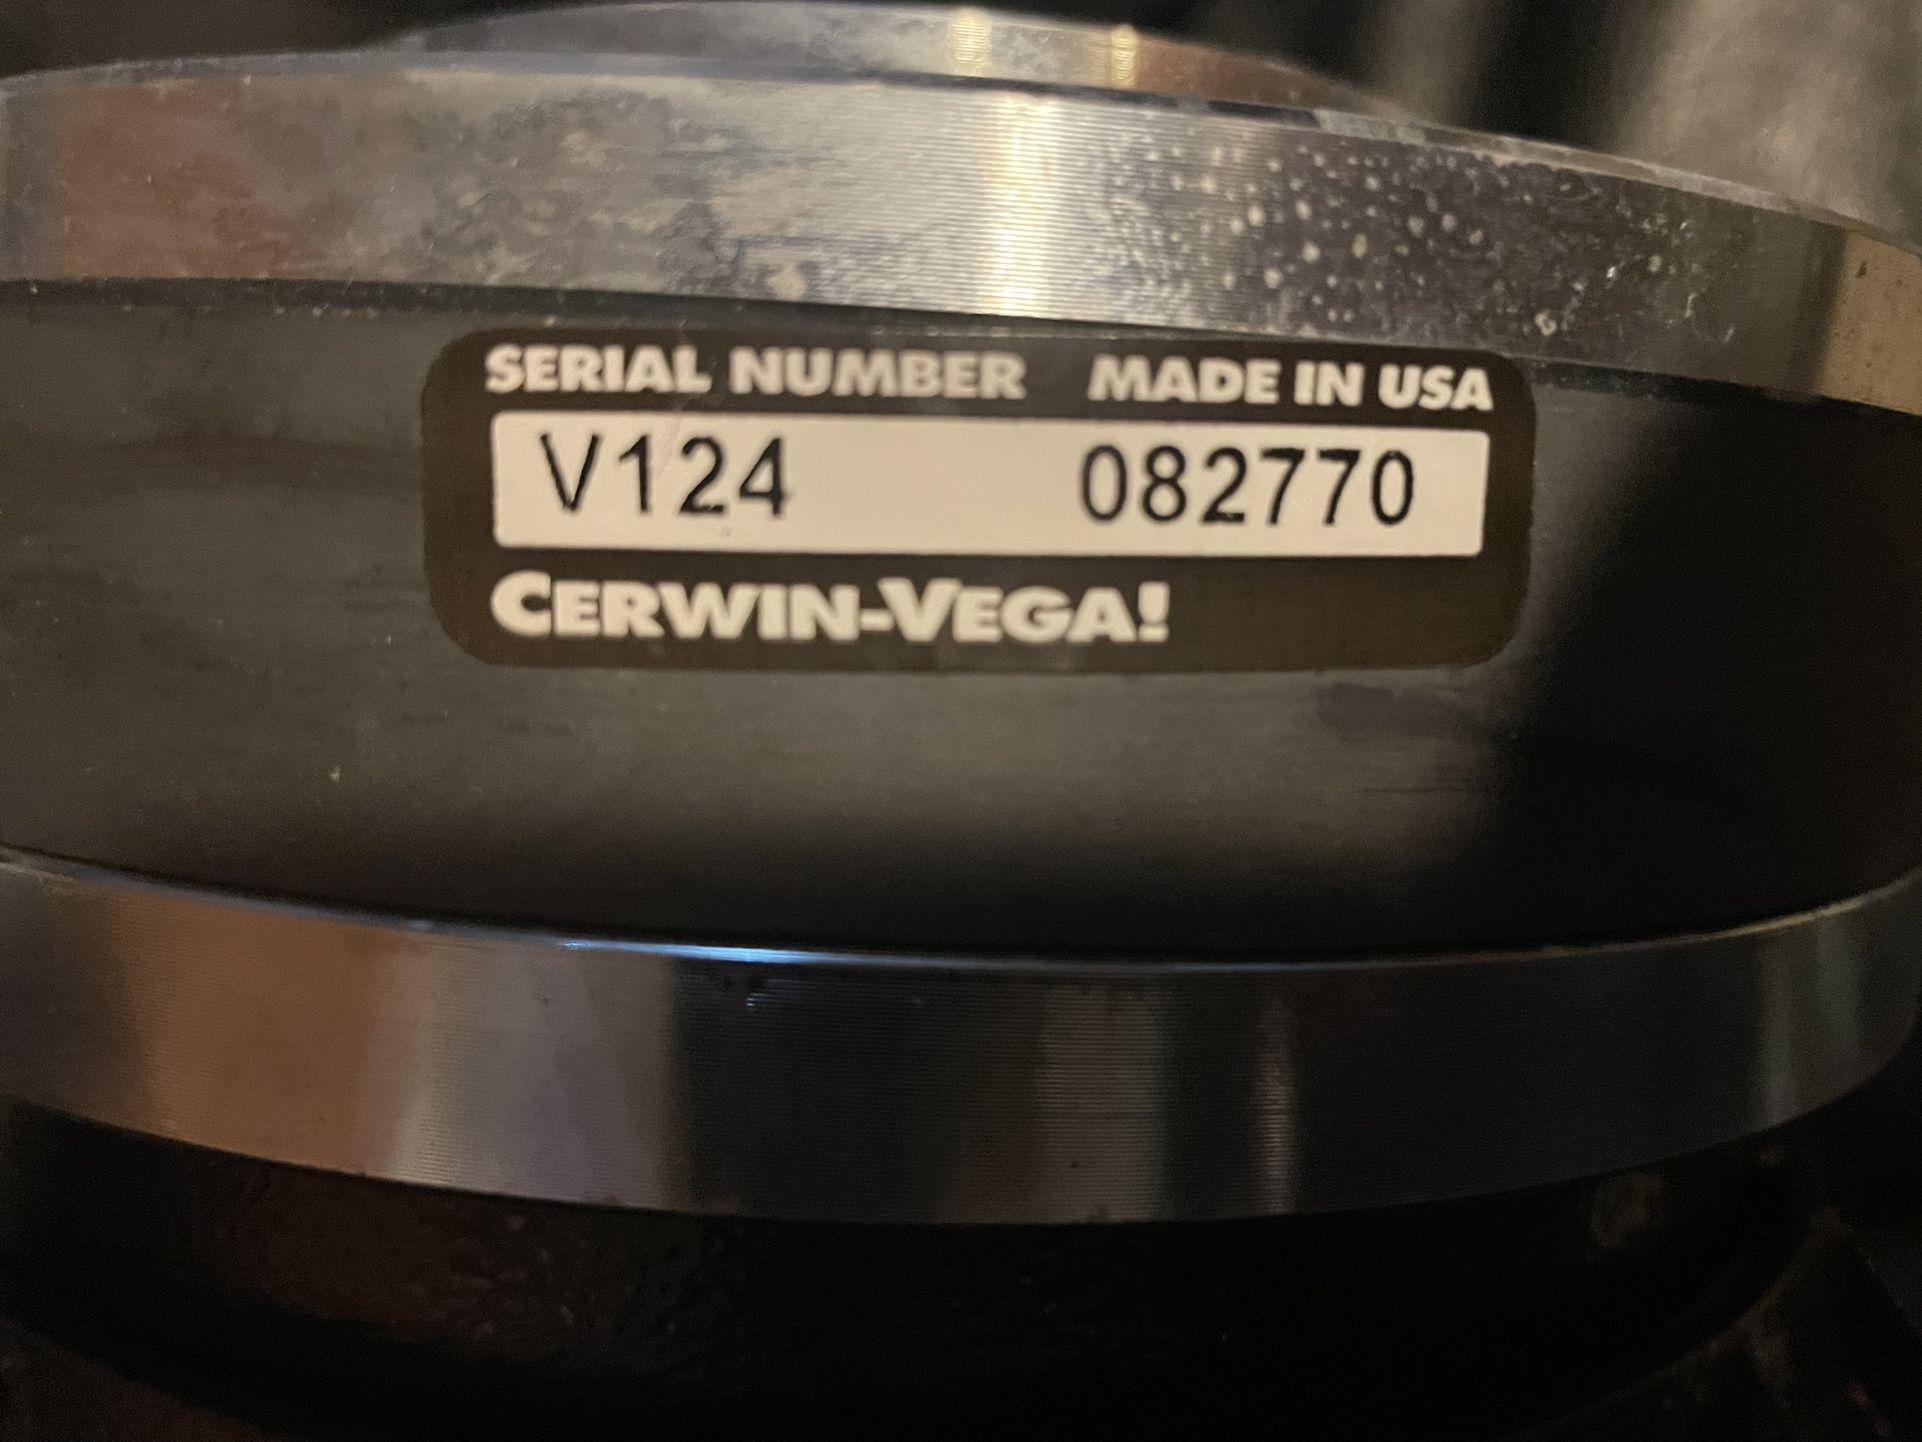 SERIAL NUMBER MADE IN USA
V124 082770
CERWIN-VEGA!